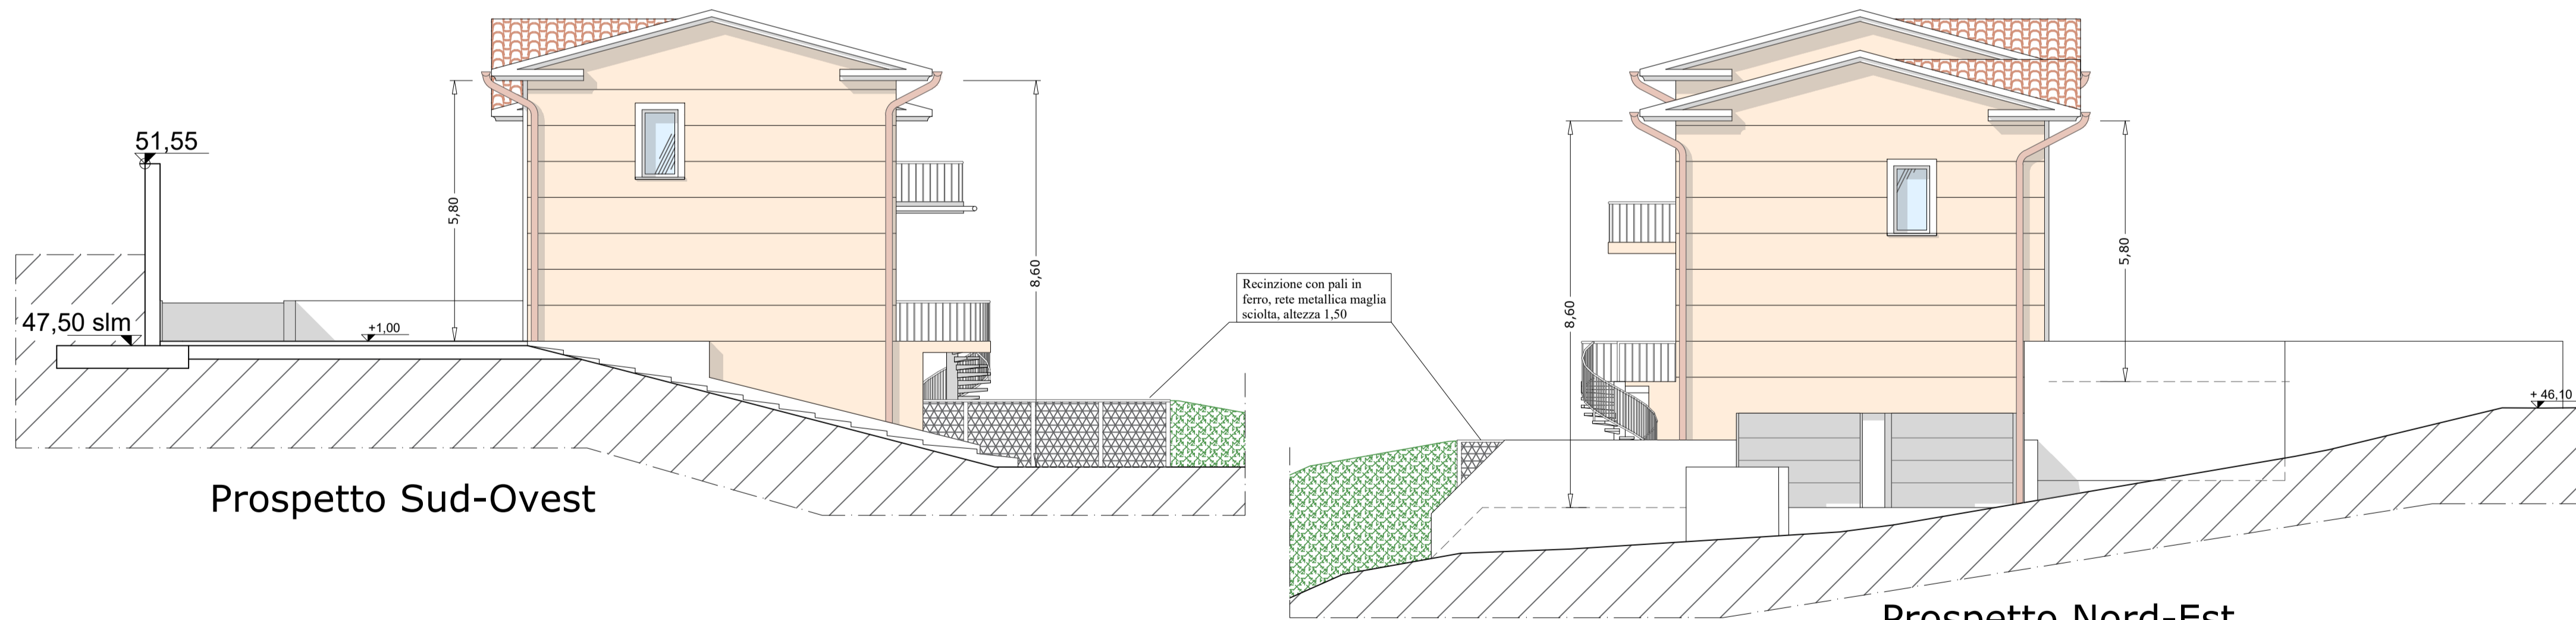 51,55
5,80
8,60
47,50 slm
+1,00
Prospetto Sud-Ovest
Recinzione con pali in
ferro, rete metallica maglia
sciolta, altezza 1,50
8,60
5,80
+ 46,10
Prospetto Nord-Est